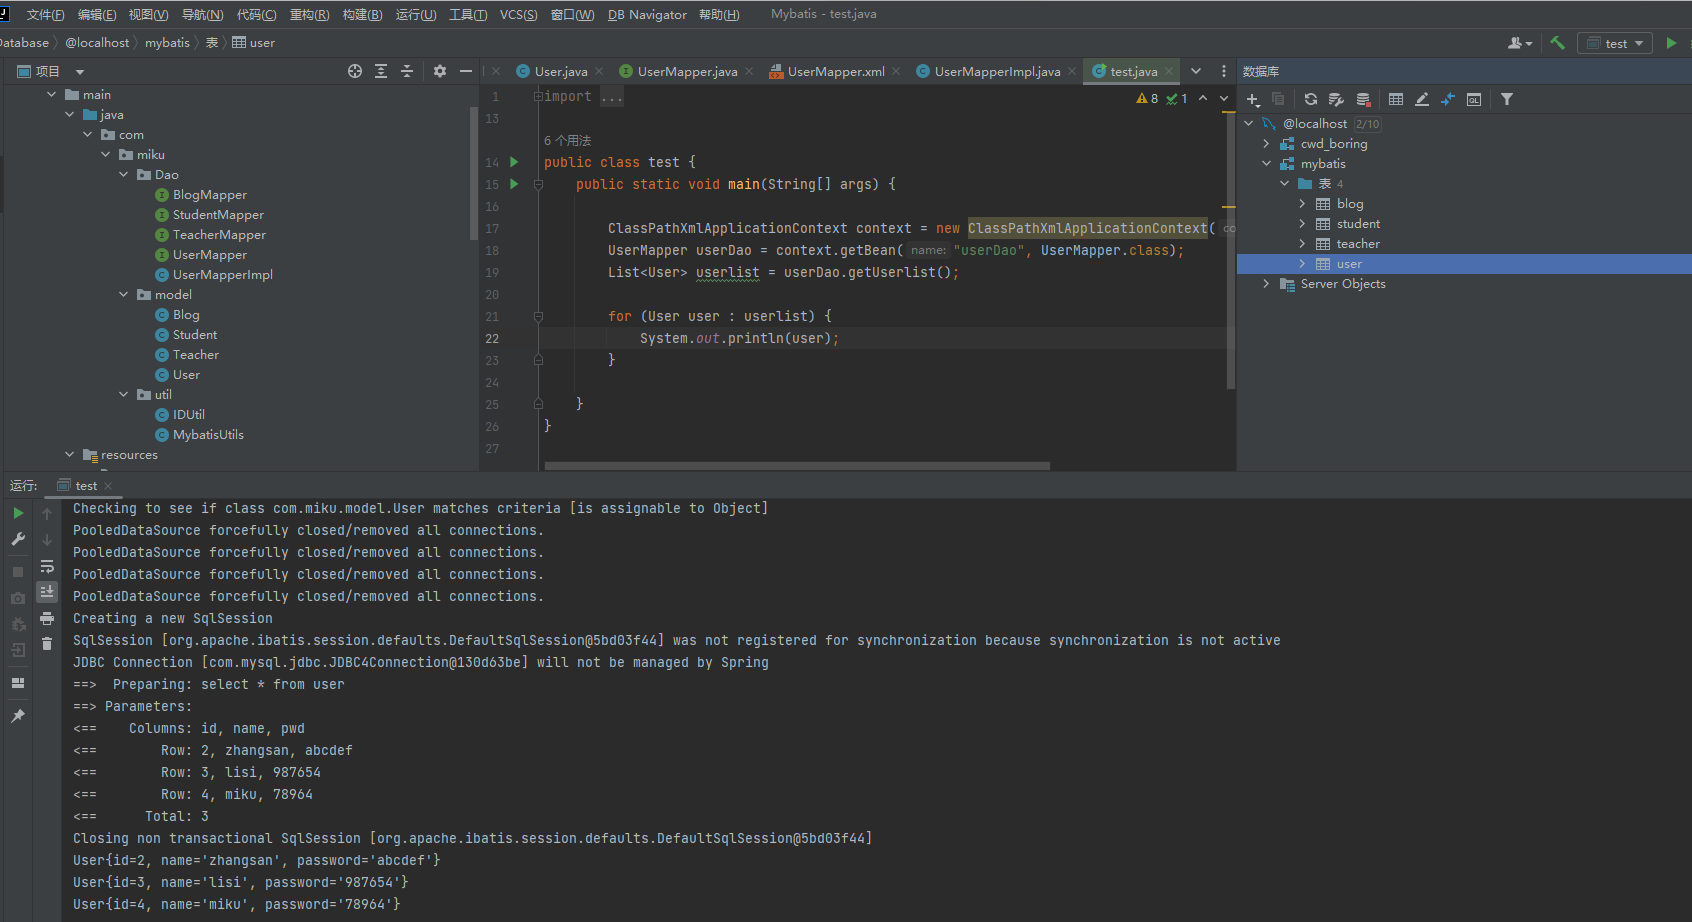 文件(F) 编辑(E) 视图(V) 导航(N) 代码(C) 重构(R) 构建(B) 运行(U) 工具(T) VCS(S) 窗口(W) DB Navigator 帮助(H) Mybatis - test.java
Database @localhost mybatis 表 user
test
项目
main
java
com
miku
Dao
BlogMapper
StudentMapper
TeacherMapper
UserMapper
UserMapperImpl
model
Blog
Student
Teacher
User
util
IDUtil
MybatisUtils
resources
User.java UserMapper.java UserMapper.xml UserMapperImpl.java test.java
8 1
1 import ...
13
6 个用法
14 public class test {
15 public static void main(String[] args) {
16
17 ClassPathXmlApplicationContext context = new ClassPathXmlApplicationContext( co
18 UserMapper userDao = context.getBean( name: "userDao", UserMapper.class);
19 List<User> userlist = userDao.getUserlist();
20
21 for (User user : userlist) {
22 System.out.println(user);
23 }
24
25 }
26 }
27
数据库
@localhost 2/10
cwd_boring
mybatis
表 4
blog
student
teacher
user
Server Objects
运行: test
Checking to see if class com.miku.model.User matches criteria [is assignable to Object]
PooledDataSource forcefully closed/removed all connections.
PooledDataSource forcefully closed/removed all connections.
PooledDataSource forcefully closed/removed all connections.
PooledDataSource forcefully closed/removed all connections.
Creating a new SqlSession
SqlSession [org.apache.ibatis.session.defaults.DefaultSqlSession@5bd03f44] was not registered for synchronization because synchronization is not active
JDBC Connection [com.mysql.jdbc.JDBC4Connection@130d63be] will not be managed by Spring
==>  Preparing: select * from user
==> Parameters:
<==    Columns: id, name, pwd
<==        Row: 2, zhangsan, abcdef
<==        Row: 3, lisi, 987654
<==        Row: 4, miku, 78964
<==      Total: 3
Closing non transactional SqlSession [org.apache.ibatis.session.defaults.DefaultSqlSession@5bd03f44]
User{id=2, name='zhangsan', password='abcdef'}
User{id=3, name='lisi', password='987654'}
User{id=4, name='miku', password='78964'}